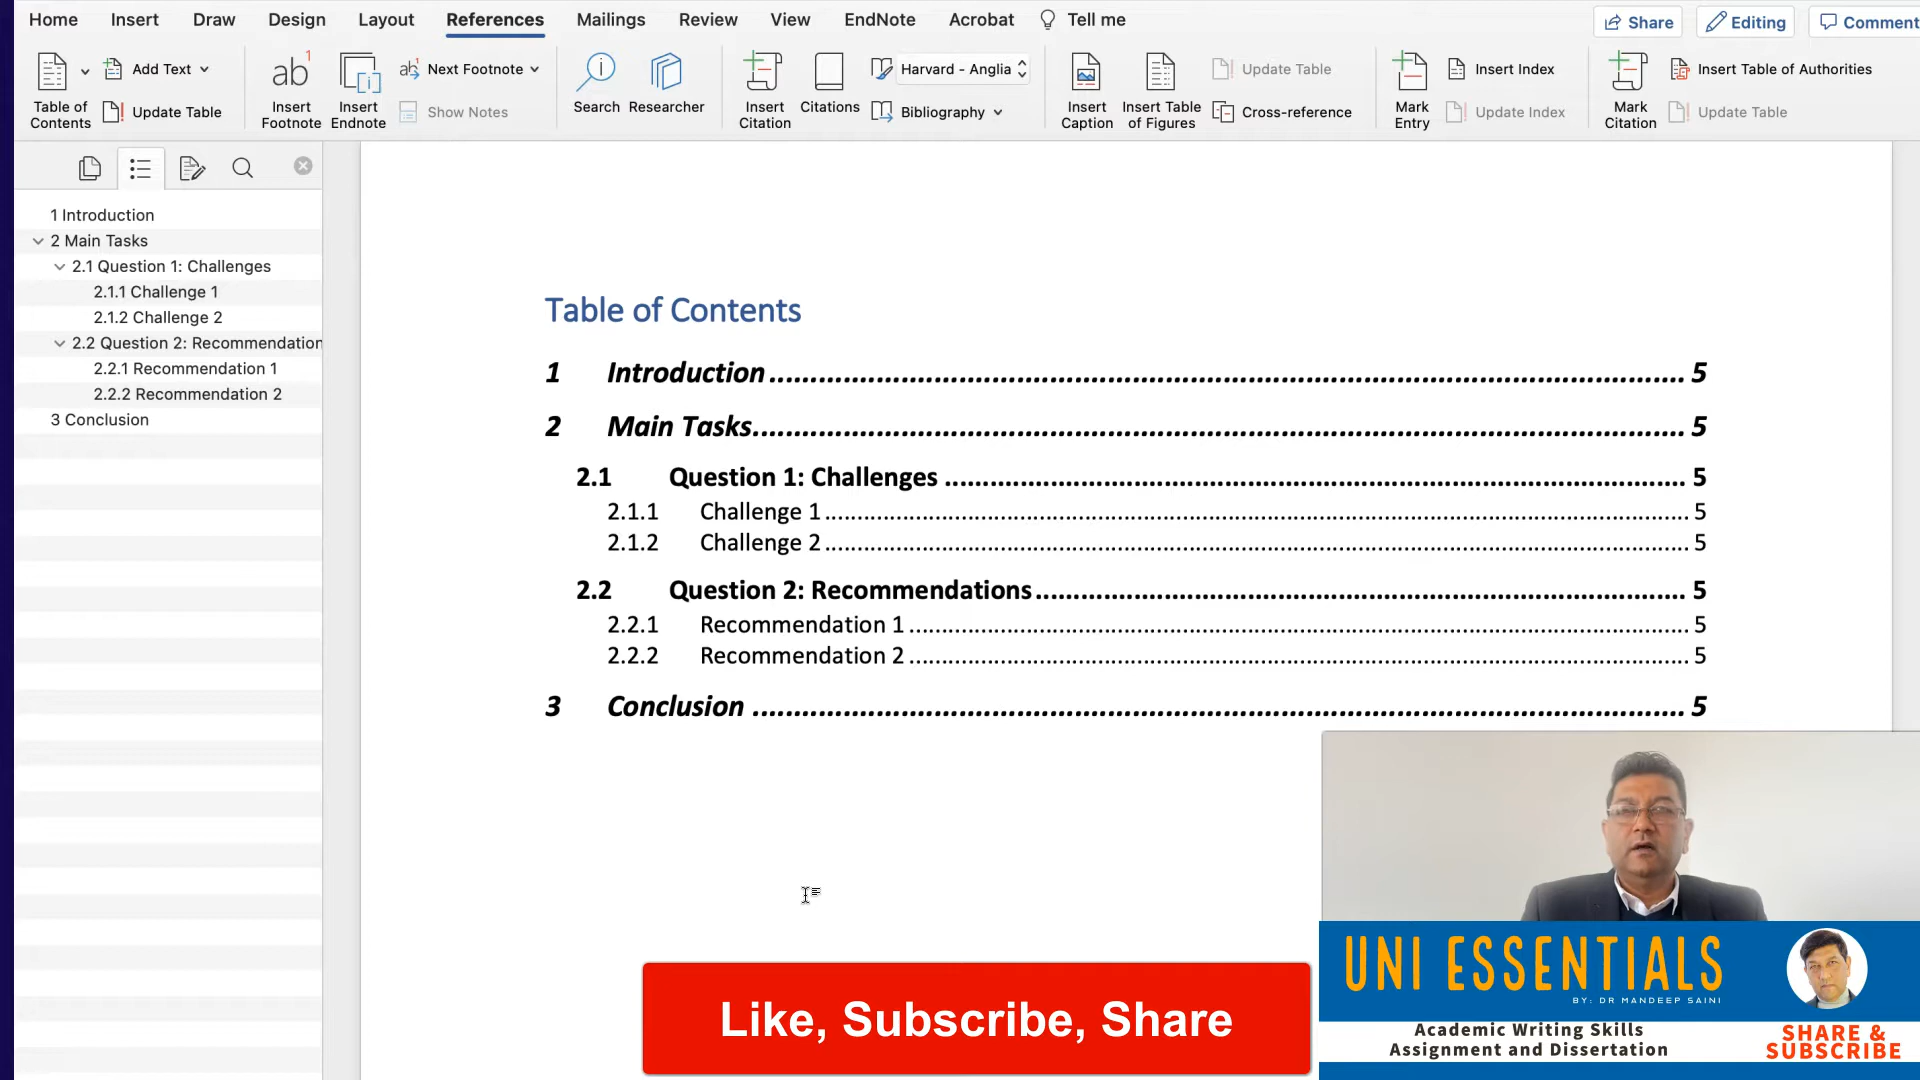 Home Insert Draw Design Layout References Mailings Review View EndNote Acrobat Tell me Share Editing Comment
Table of Contents
Add Text
Update Table
ab 1
Insert Footnote
Insert Endnote
ab Next Footnote
Show Notes
Search
Researcher
Insert Citation
Citations
Harvard - Anglia
Bibliography
Insert Caption
Insert Table of Figures
Update Table
Cross-reference
Mark Entry
Insert Index
Update Index
Mark Citation
Insert Table of Authorities
Update Table
1 Introduction
2 Main Tasks
2.1 Question 1: Challenges
2.1.1 Challenge 1
2.1.2 Challenge 2
2.2 Question 2: Recommendation
2.2.1 Recommendation 1
2.2.2 Recommendation 2
3 Conclusion
Table of Contents
1 Introduction 5
2 Main Tasks 5
2.1 Question 1: Challenges 5
2.1.1 Challenge 1 5
2.1.2 Challenge 2 5
2.2 Question 2: Recommendations 5
2.2.1 Recommendation 1 5
2.2.2 Recommendation 2 5
3 Conclusion 5
Like, Subscribe, Share
UNI ESSENTIALS
BY: DR MANDEEP SAINI
Academic Writing Skills
Assignment and Dissertation
SHARE &
SUBSCRIBE